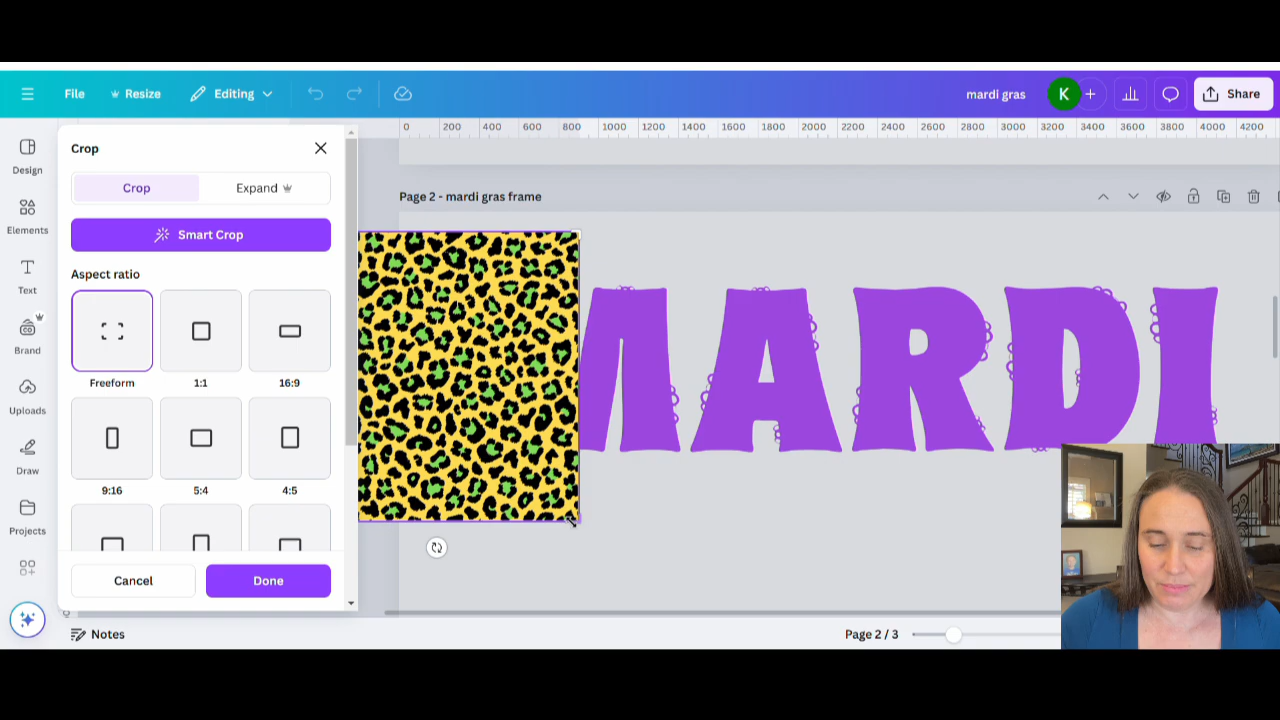 File
Resize
Editing
mardi gras
K
Share
Design
Elements
Text
Brand
Uploads
Draw
Projects
Crop
Crop
Expand
Smart Crop
Aspect ratio
Freeform
1:1
16:9
9:16
5:4
4:5
Cancel
Done
0 200 400 600 800 1000 1200 1400 1600 1800 2000 2200 2400 2600 2800 3000 3200 3400 3600 3800 4000 4200
Page 2 - mardi gras frame
MARDI
Notes
Page 2 / 3